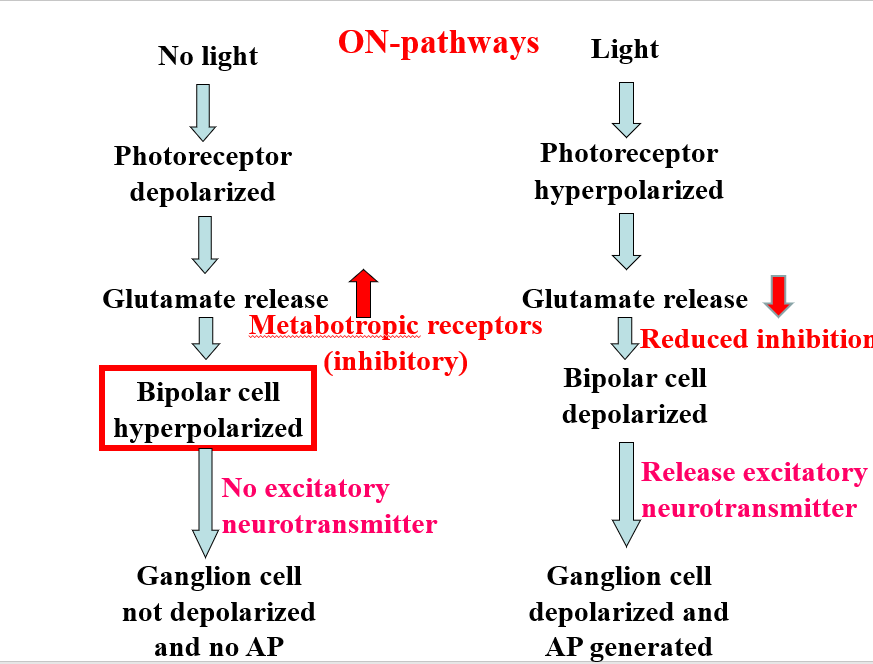 ON-pathways
No light
Photoreceptor
depolarized
Glutamate release
Metabotropic receptors
(inhibitory)
Bipolar cell
hyperpolarized
No excitatory
neurotransmitter
Ganglion cell
not depolarized
and no AP
Light
Photoreceptor
hyperpolarized
Glutamate release
Reduced inhibition
Bipolar cell
depolarized
Release excitatory
neurotransmitter
Ganglion cell
depolarized and
AP generated